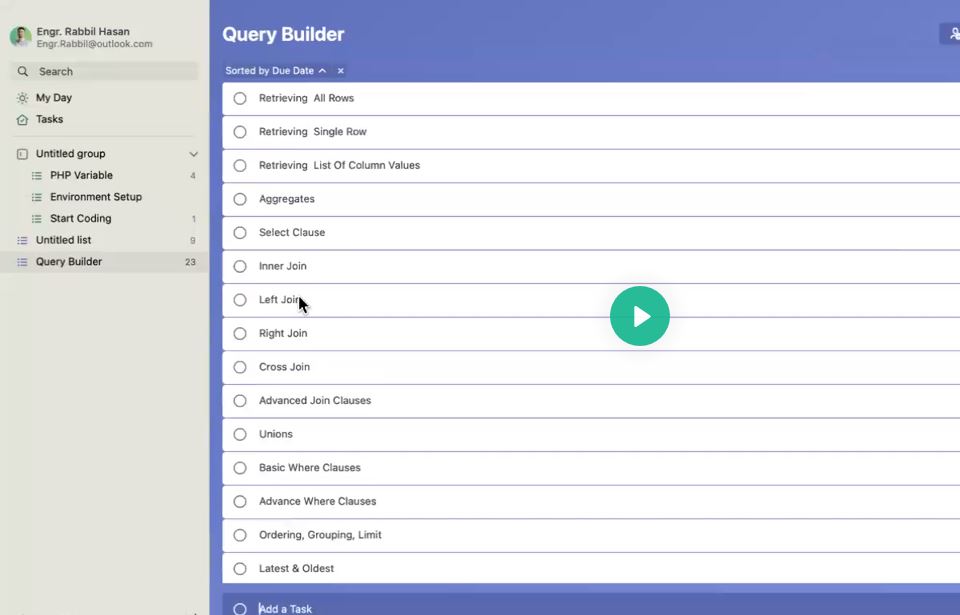 Engr. Rabbil Hasan
Engr.Rabbil@outlook.com
Search
My Day
Tasks
Untitled group
PHP Variable 4
Environment Setup
Start Coding 1
Untitled list 9
Query Builder 23
Query Builder
Sorted by Due Date
Retrieving All Rows
Retrieving Single Row
Retrieving List Of Column Values
Aggregates
Select Clause
Inner Join
Left Join
Right Join
Cross Join
Advanced Join Clauses
Unions
Basic Where Clauses
Advance Where Clauses
Ordering, Grouping, Limit
Latest & Oldest
Add a Task